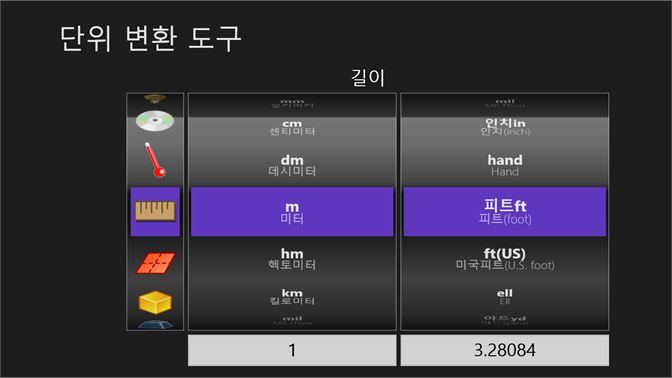 단위 변환 도구
길이
mm
밀리미터
cm
센티미터
dm
데시미터
m
미터
hm
헥토미터
km
킬로미터
mil
mil
인치in
인치(inch)
hand
Hand
피트ft
피트(foot)
ft(US)
미국피트(U.S. foot)
ell
Ell
야드yd
1
3.28084